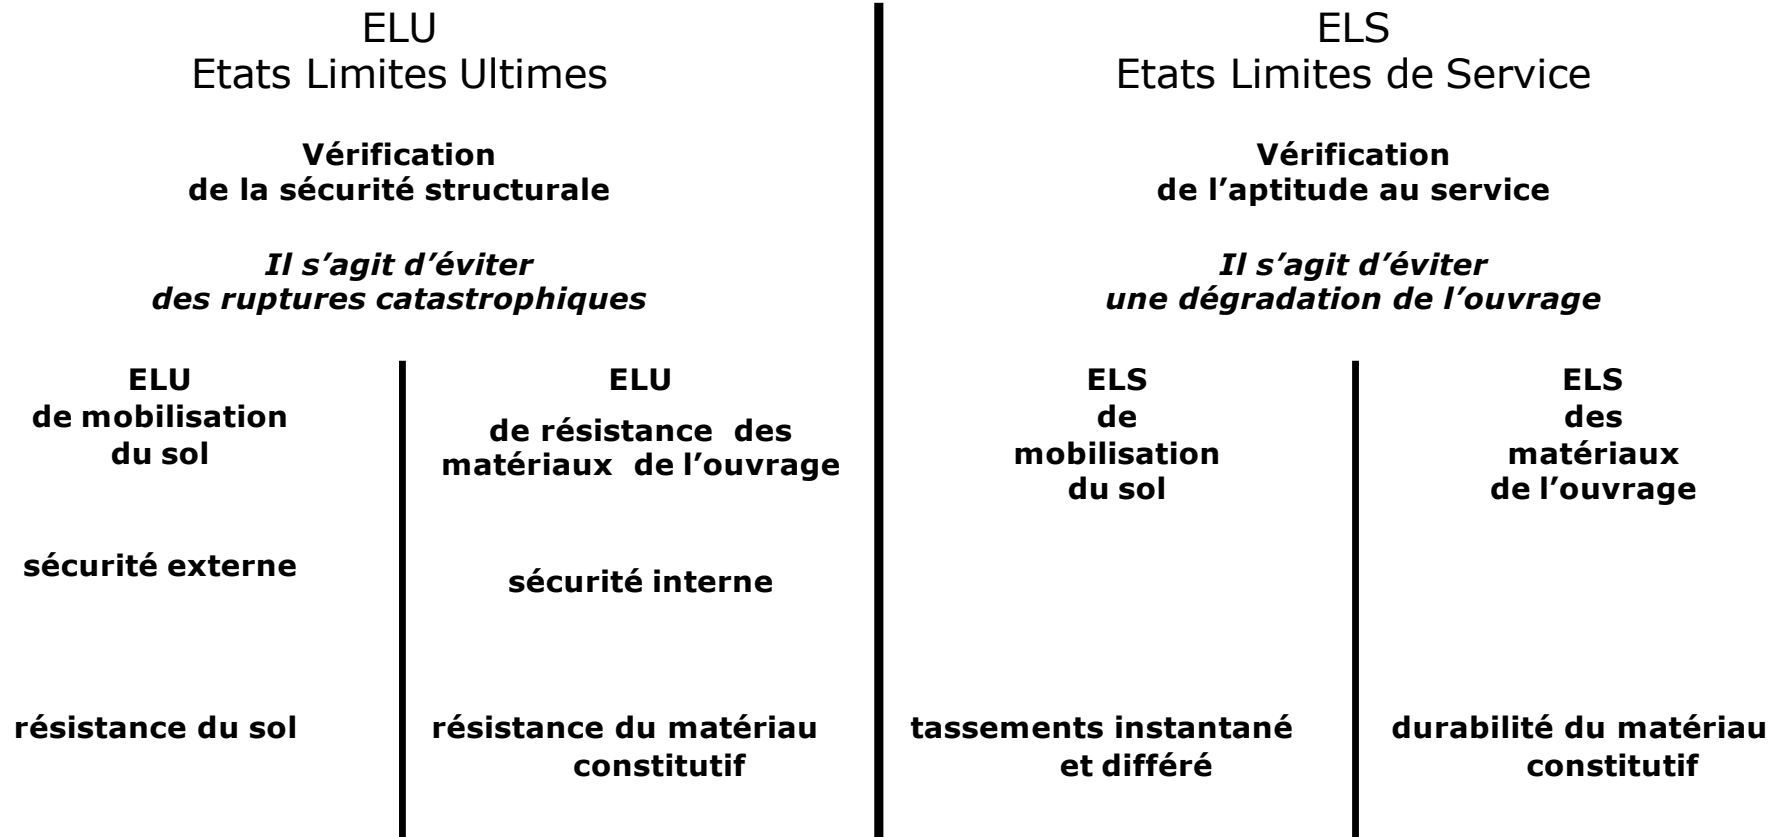 ELU
Etats Limites Ultimes
Vérification
de la sécurité structurale
Il s’agit d’éviter
des ruptures catastrophiques
ELU
de mobilisation
du sol
sécurité externe
résistance du sol
ELU
de résistance des
matériaux de l’ouvrage
sécurité interne
résistance du matériau
constitutif
ELS
Etats Limites de Service
Vérification
de l’aptitude au service
Il s’agit d’éviter
une dégradation de l’ouvrage
ELS
de
mobilisation
du sol
tassements instantané
et différé
ELS
des
matériaux
de l’ouvrage
durabilité du matériau
constitutif